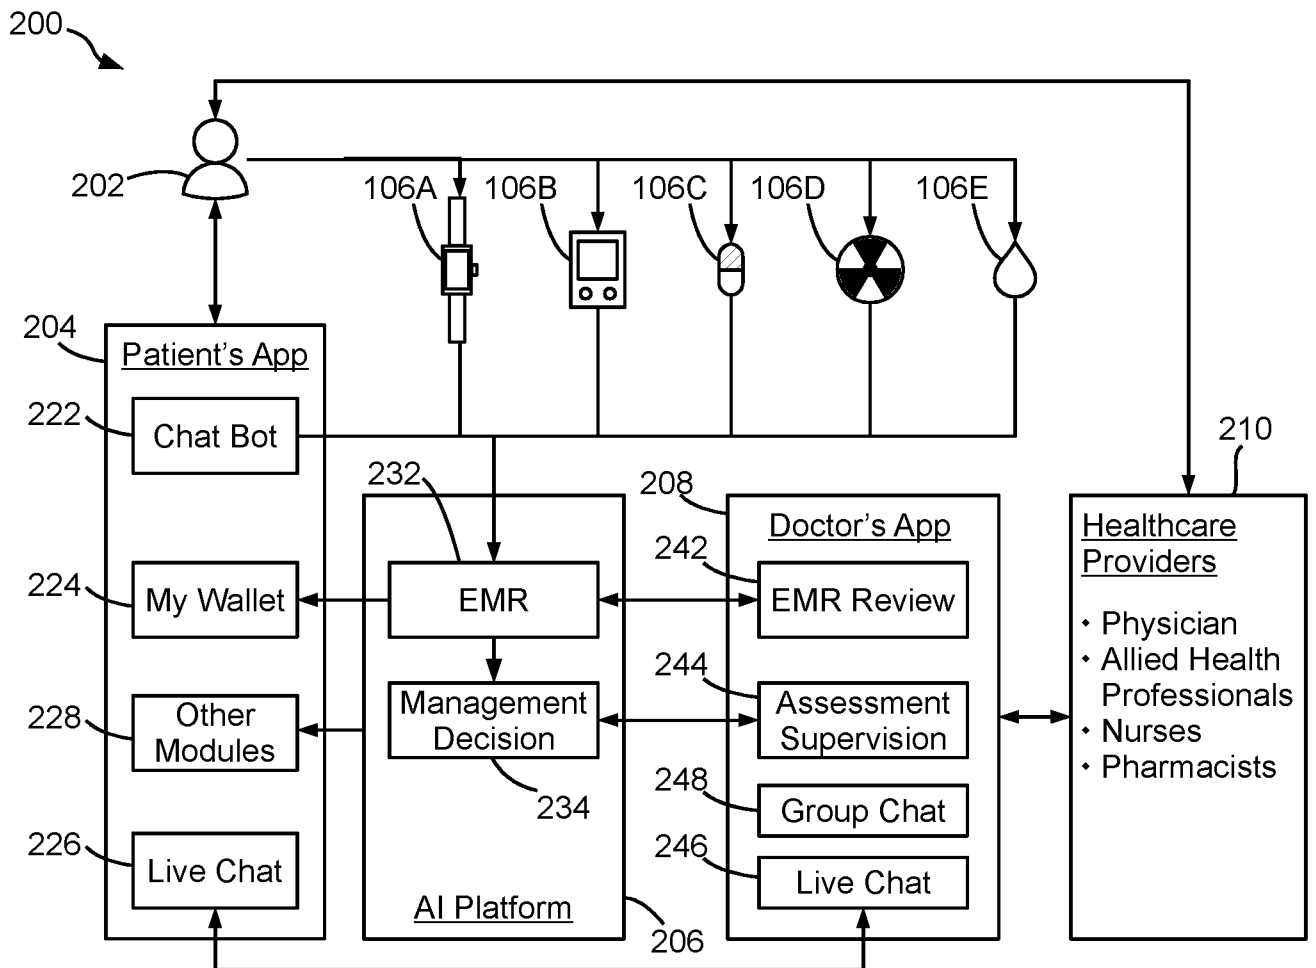 200
202
106A
106B
106C
106D
106E
204
Patient's App
222
Chat Bot
210
232
208
Doctor's App
Healthcare
Providers
242
224
My Wallet
EMR
EMR Review
• Physician
• Allied Health
Professionals
• Nurses
• Pharmacists
244
228
Other
Modules
Management
Decision
Assessment
Supervision
234
248
Group Chat
226
Live Chat
246
Live Chat
AI Platform
206